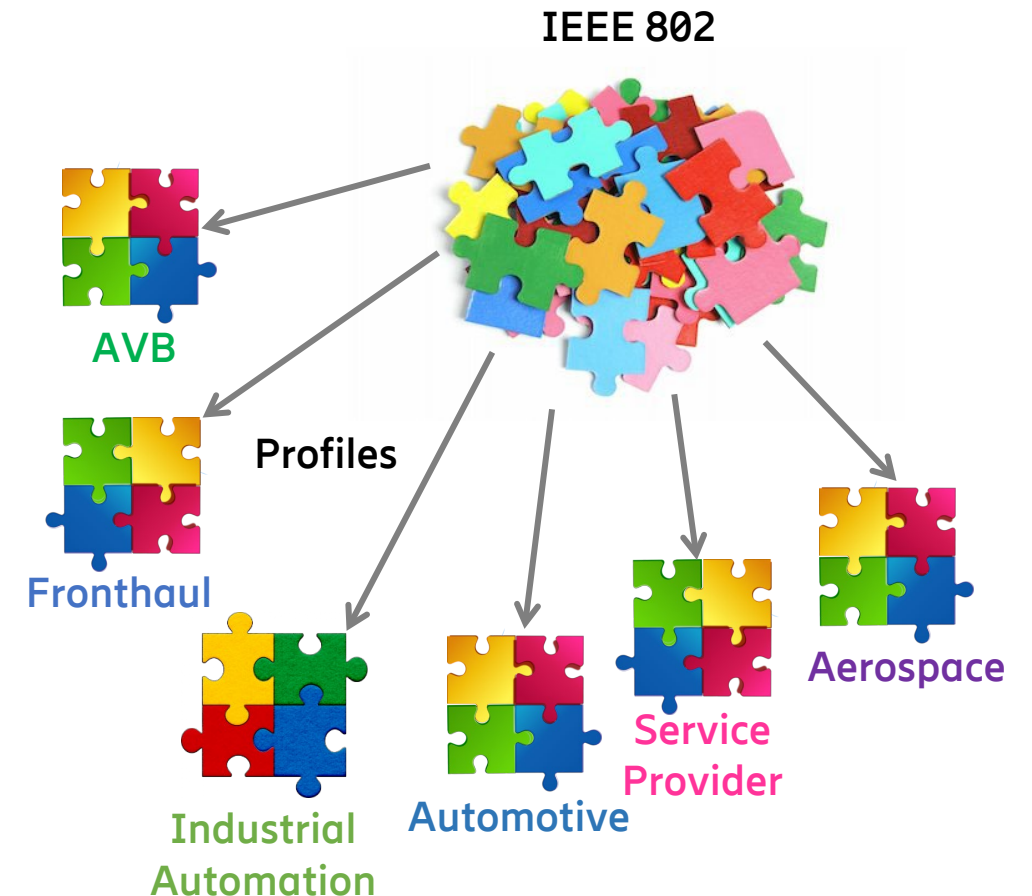 IEEE 802
AVB
Profiles
Fronthaul
Aerospace
Service
Provider
Automotive
Industrial
Automation